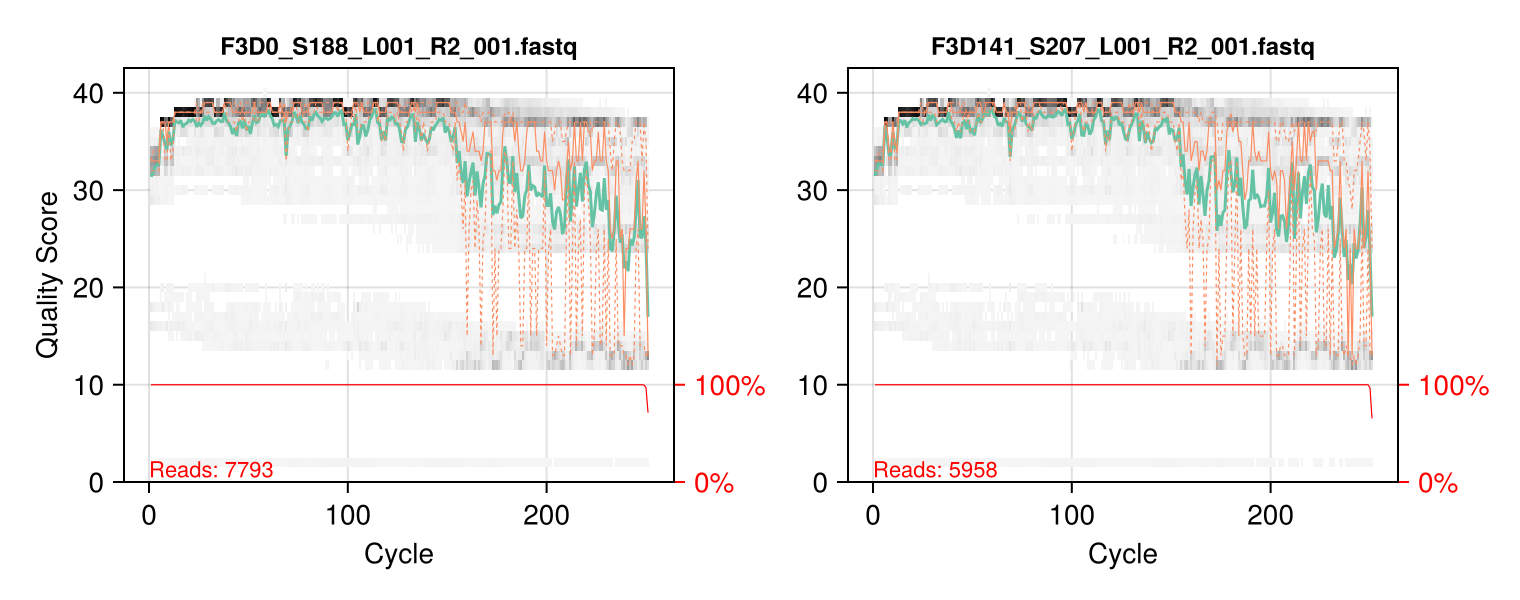 F3D0_S188_L001_R2_001.fastq
Quality Score
40
30
20
10
0
100%
0%
Reads: 7793
0
100
200
Cycle
F3D141_S207_L001_R2_001.fastq
40
30
20
10
0
100%
0%
Reads: 5958
0
100
200
Cycle